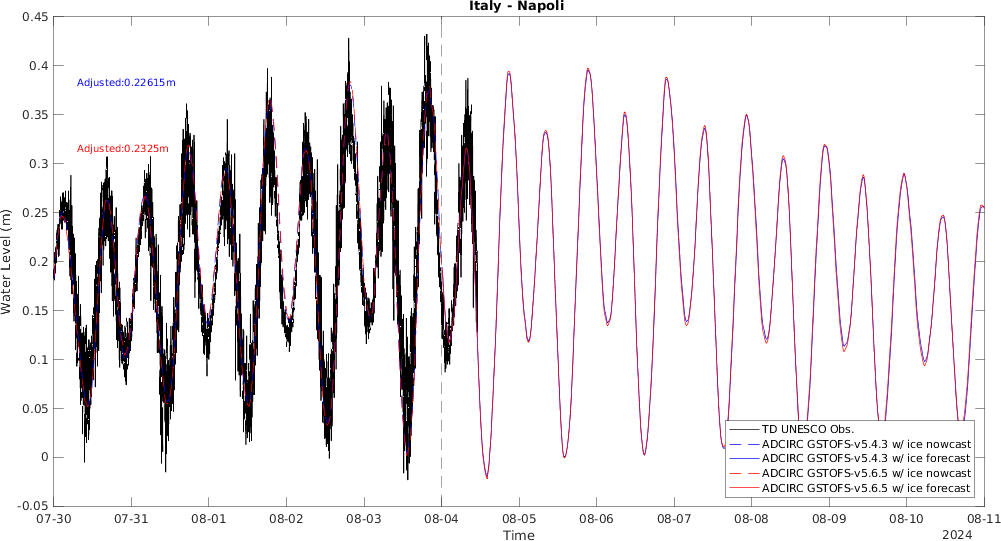 Italy - Napoli
0.45
0.4
0.35
0.3
0.25
0.2
0.15
0.1
0.05
0
-0.05
Water Level (m)
Adjusted:0.22615m
Adjusted:0.2325m
TD UNESCO Obs.
ADCIRC GSTOFS-v5.4.3 w/ ice nowcast
ADCIRC GSTOFS-v5.4.3 w/ ice forecast
ADCIRC GSTOFS-v5.6.5 w/ ice nowcast
ADCIRC GSTOFS-v5.6.5 w/ ice forecast
07-30 07-31 08-01 08-02 08-03 08-04 08-05 08-06 08-07 08-08 08-09 08-10 08-11
Time
2024